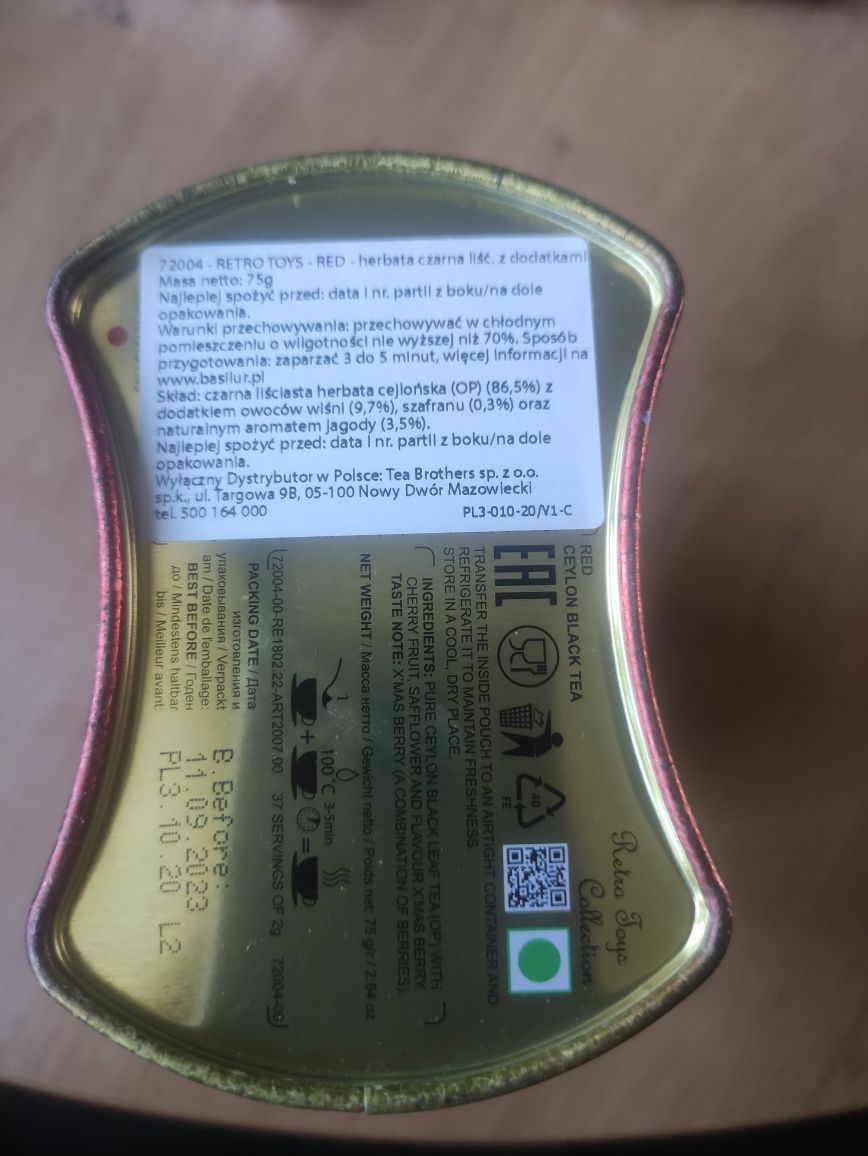 72004 - RETRO TOYS - RED - herbata czarna liść. z dodatkami
Masa netto: 75g
Najlepiej spożyć przed: data i nr. partii z boku/na dole
opakowania.
Warunki przechowywania: przechowywać w chłodnym
pomieszczeniu o wilgotności nie wyższej niż 70%. Sposób
przygotowania: zaparzać 3 do 5 minut, więcej informacji na
www.basilur.pl
Skład: czarna liściasta herbata cejlońska (OP) (86,5%) z
dodatkiem owoców wiśni (9,7%), szafranu (0,3%) oraz
naturalnym aromatem jagody (3,5%).
Najlepiej spożyć przed: data i nr. partii z boku/na dole
opakowania.
Wyłączny Dystrybutor w Polsce: Tea Brothers sp. z o.o.
sp.k., ul. Targowa 9B, 05-100 Nowy Dwór Mazowiecki
tel. 500 164 000 PL3-010-20/V1-C
Retro Toys
Collection
RED
CEYLON BLACK TEA
EAC
40
FE
TRANSFER THE INSIDE POUCH TO AN AIRTIGHT CONTAINER AND
REFRIGERATE IT TO MAINTAIN FRESHNESS.
STORE IN A COOL, DRY PLACE.
INGREDIENTS: PURE CEYLON BLACK LEAF TEA (OP) WITH
CHERRY FRUIT, SAFFLOWER AND FLAVOUR X'MAS BERRY.
TASTE NOTE: X'MAS BERRY (A COMBINATION OF BERRIES).
NET WEIGHT / Масса нетто / Gewicht netto / Poids net: 75 g/г / 2.64 oz
1 100°C 3-5min
+ =
72004-00-RE1802.22-ART2007.00 37 SERVINGS OF 2g 72004-00
PACKING DATE / Дата
изготовления и
упаковывания / Verpackt
am / Date de l'emballage:
BEST BEFORE / Годен
до / Mindestens haltbar
bis / Meilleur avant:
B.Before:
11.09.2023
PL3.10.20 L2